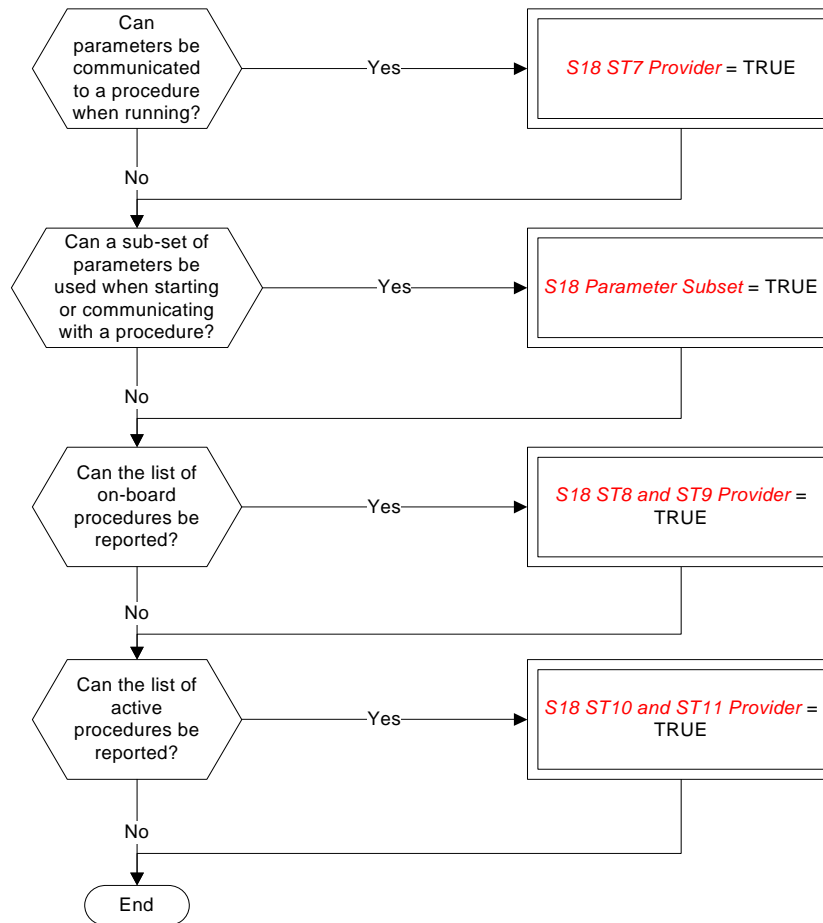 Can
parameters be
communicated
to a procedure
when running?
Yes
S18 ST7 Provider = TRUE
No
Can a sub-set of
parameters be
used when starting
or communicating
with a procedure?
Yes
S18 Parameter Subset = TRUE
No
Can the list of
on-board
procedures be
reported?
Yes
S18 ST8 and ST9 Provider =
TRUE
No
Can the list of
active
procedures be
reported?
Yes
S18 ST10 and ST11 Provider =
TRUE
No
End